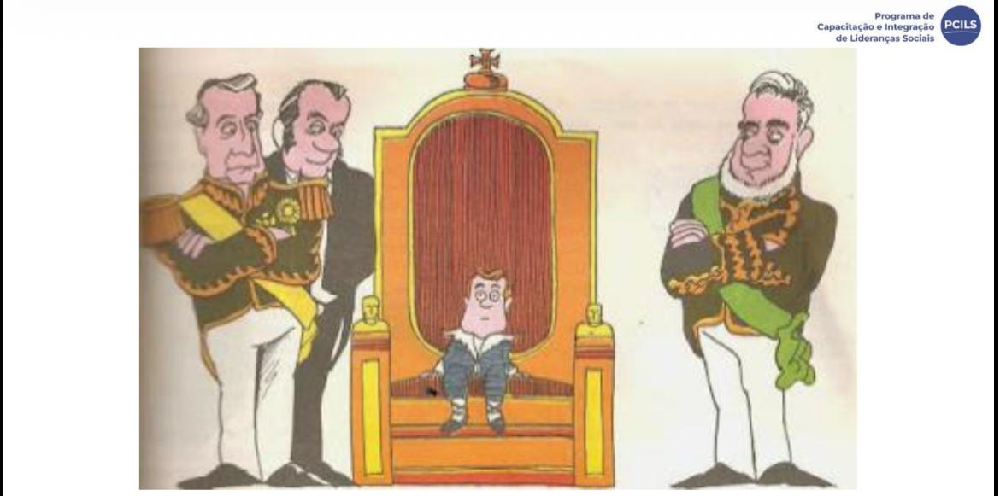 Programa de
Capacitação e Integração
de Lideranças Sociais
PCILS